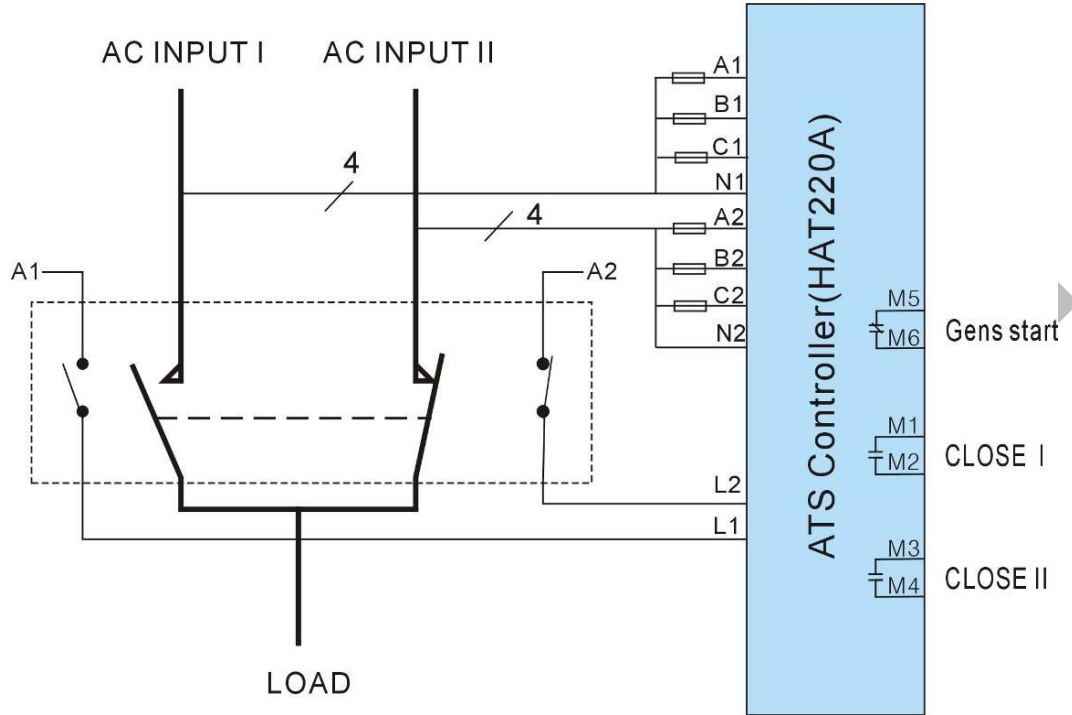 AC INPUT I
AC INPUT II
4
4
A1
A2
LOAD
A1
B1
C1
N1
A2
B2
C2
N2
L2
L1
ATS Controller(HAT220A)
M5
M6
Gens start
M1
M2
CLOSE I
M3
M4
CLOSE II